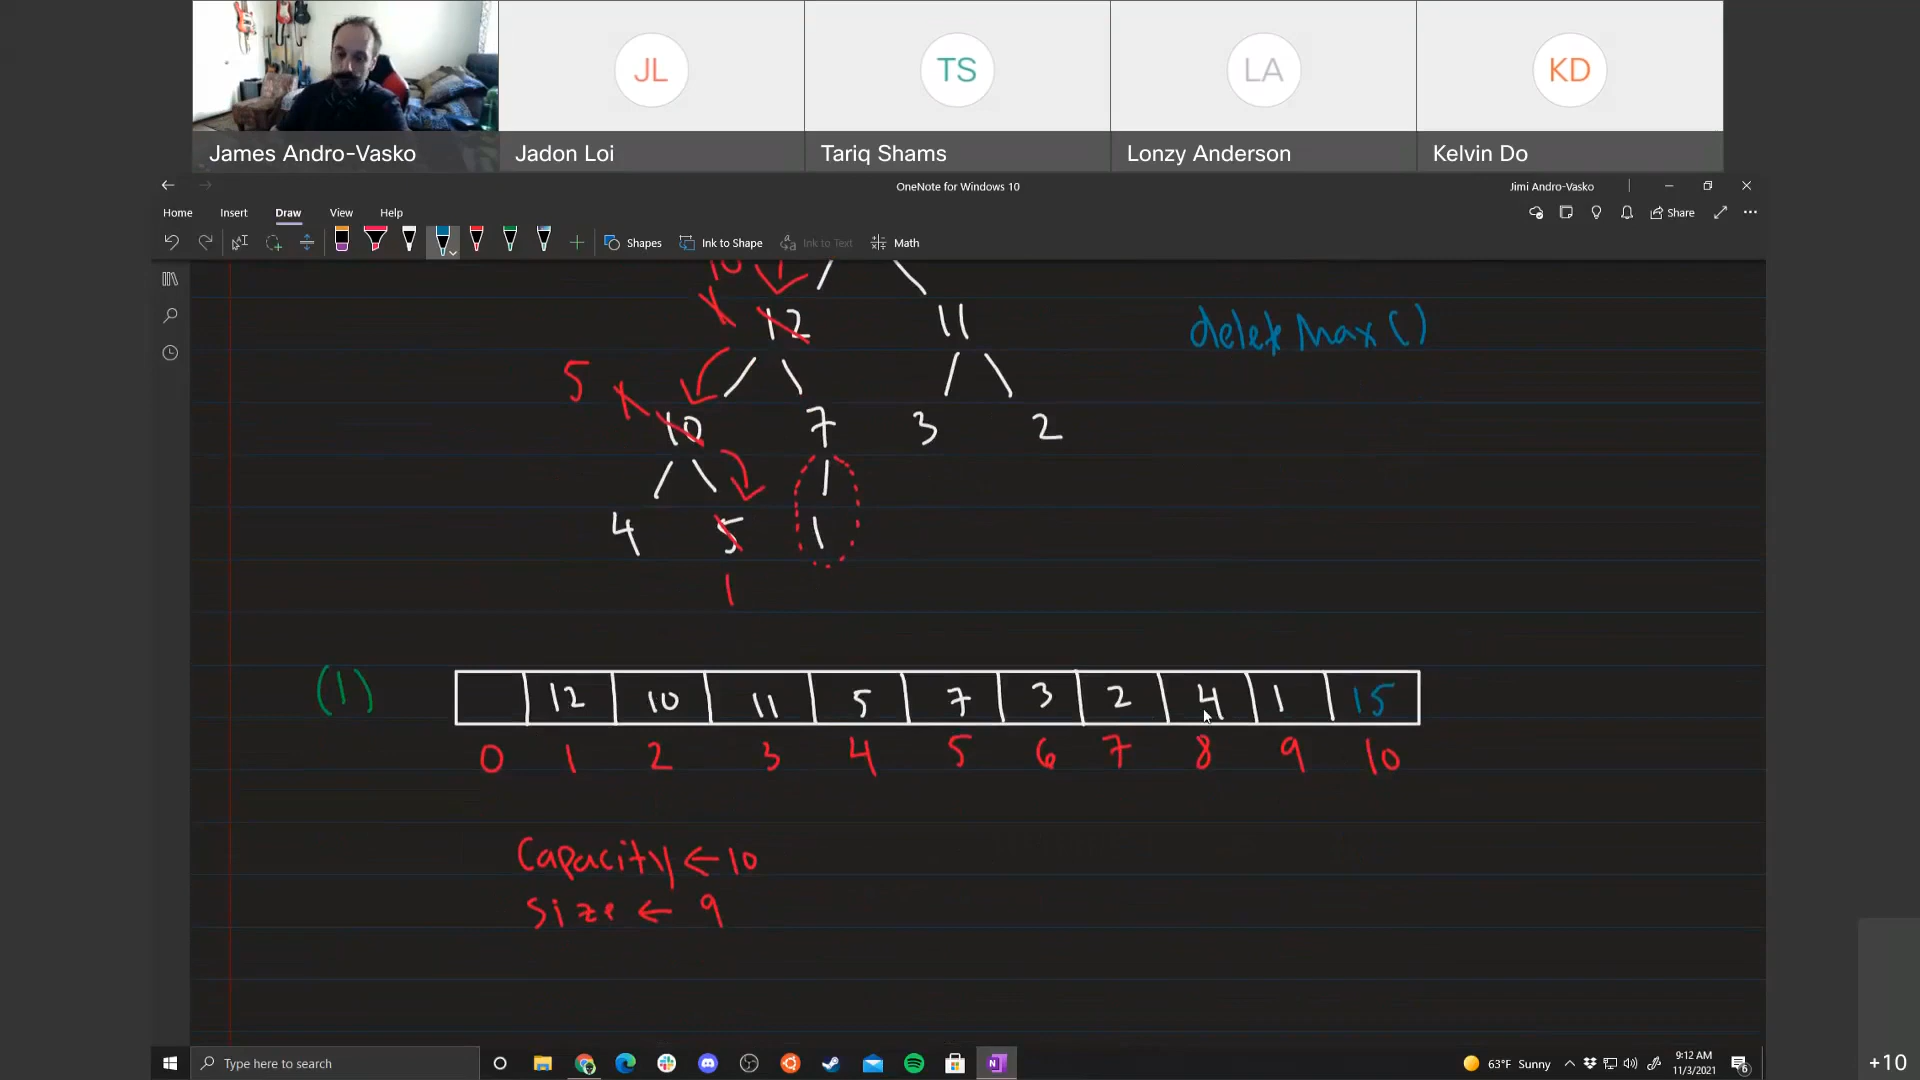 JL
TS
LA
KD
James Andro-Vasko
Jadon Loi
Tariq Shams
Lonzy Anderson
Kelvin Do
OneNote for Windows 10
Jimi Andro-Vasko
Home Insert Draw View Help
Share
Shapes Ink to Shape Ink to Text Math
10
12 11
deletMax()
5
10 7 3 2
4 5 1
1
(1) 12 10 11 5 7 3 2 4 1 15
0 1 2 3 4 5 6 7 8 9 10
Capacity ← 10
Size ← 9
Type here to search
63°F Sunny
9:12 AM
11/3/2021
6
+10